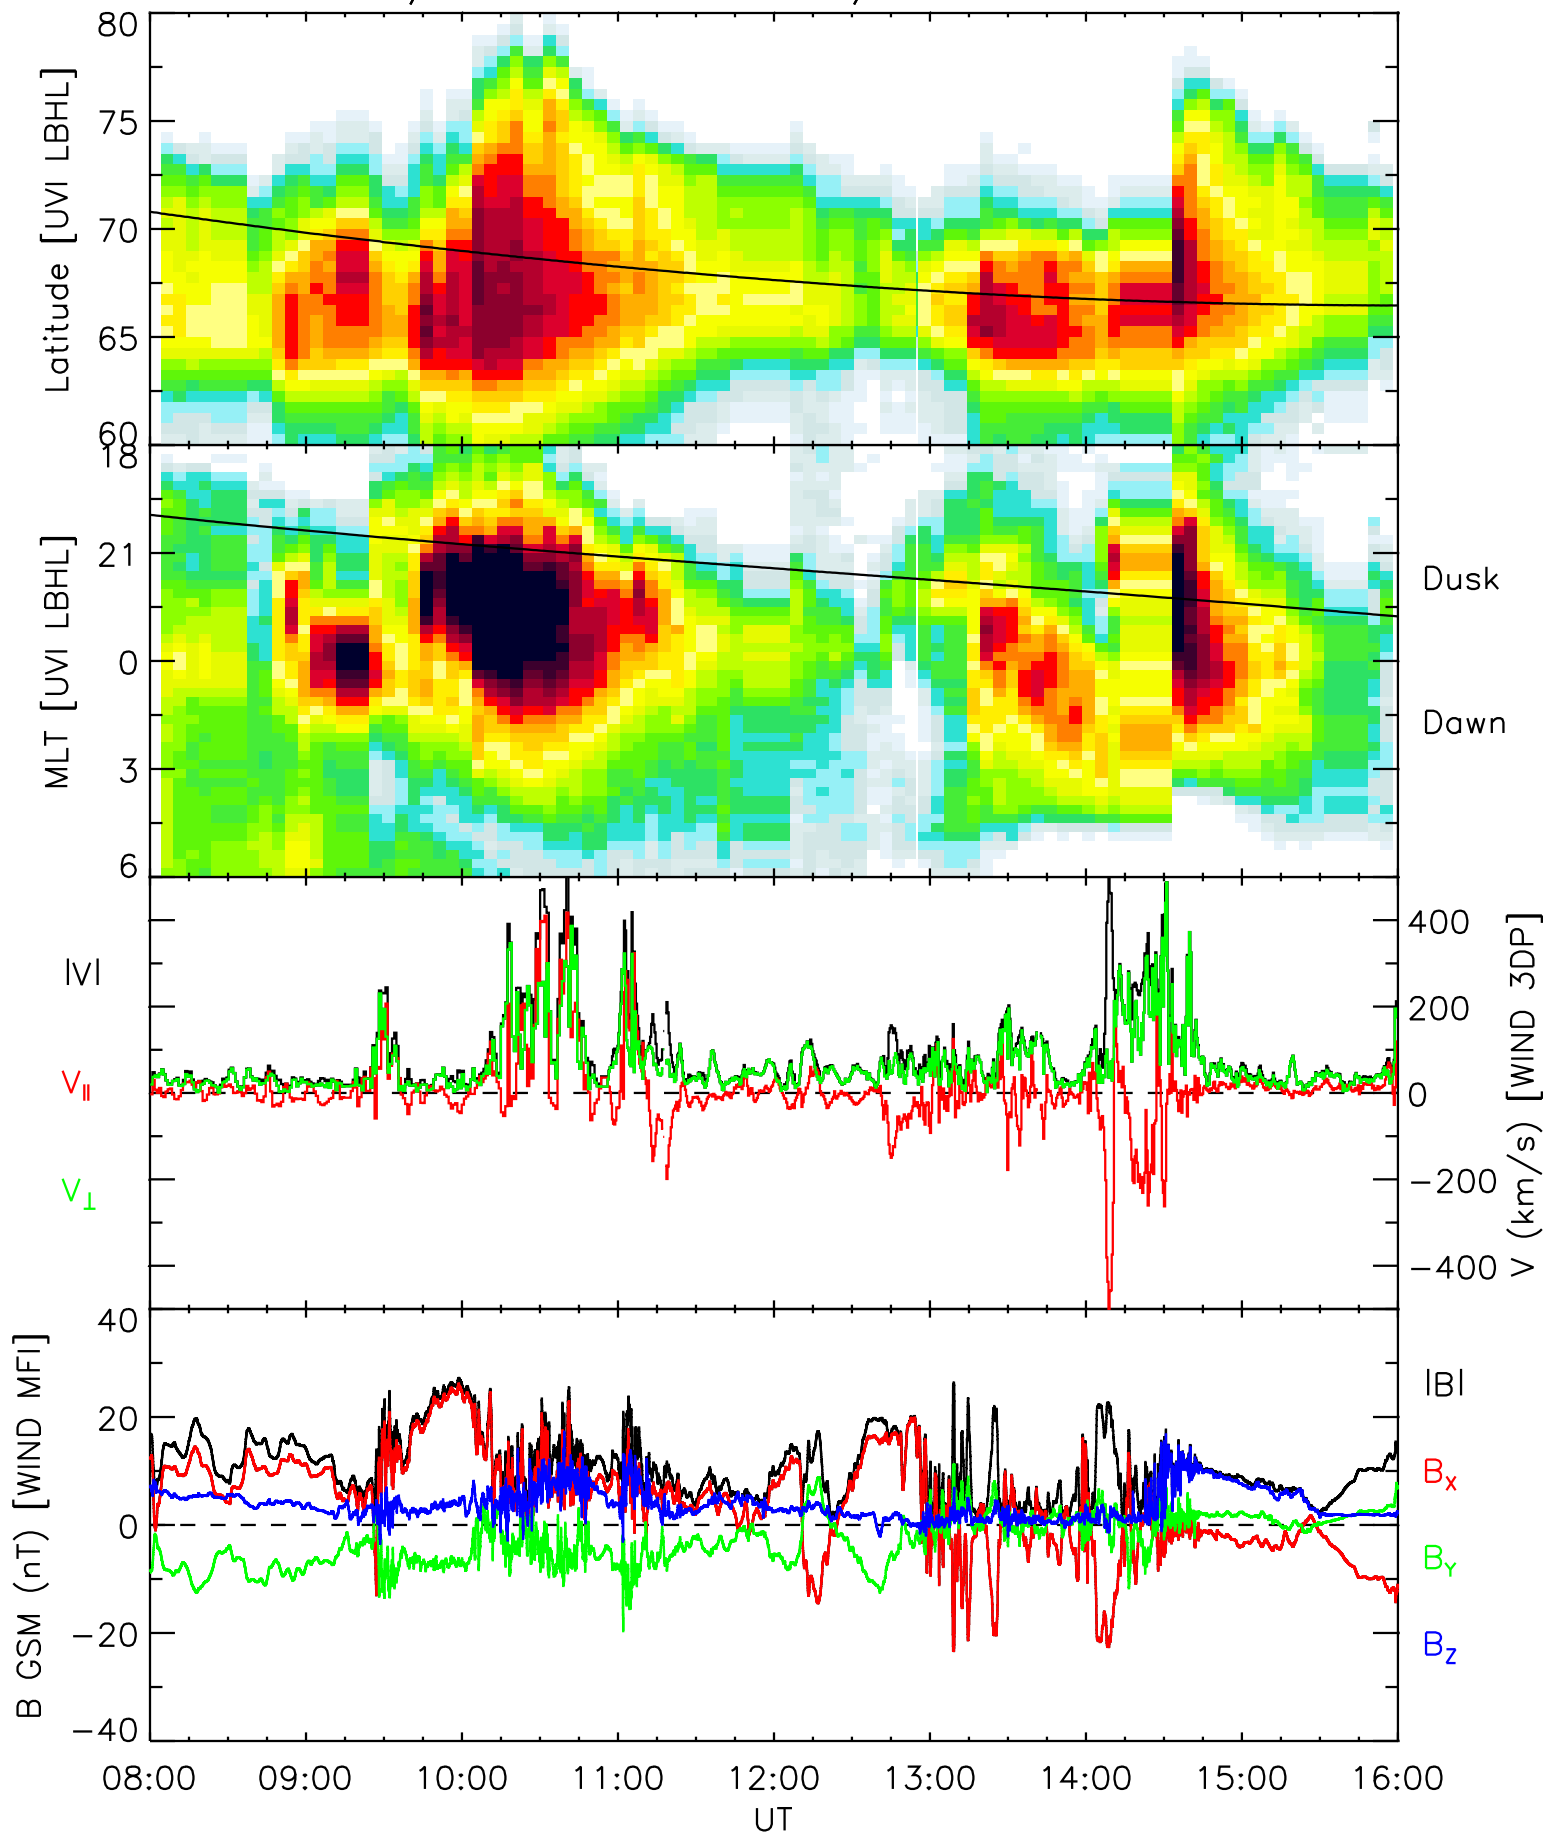 80
75
70
65
60
Latitude [UVI LBHL]
18
21
0
3
6
MLT [UVI LBHL]
Dusk
Dawn
|V|
V∥
V⊥
400
200
0
−200
−400
V (km/s) [WIND 3DP]
40
20
0
−20
−40
B GSM (nT) [WIND MFI]
|B|
BX
BY
BZ
08:00 09:00 10:00 11:00 12:00 13:00 14:00 15:00 16:00
UT